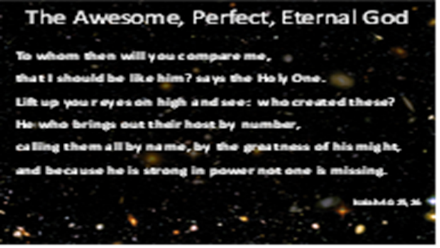 The Awesome, Perfect, Eternal God
To whom then will you compare me,
that I should be like him? says the Holy One.
Lift up your eyes on high and see: who created these?
He who brings out their host by number,
calling them all by name, by the greatness of his might,
and because he is strong in power not one is missing.
Isaiah 40 25, 26